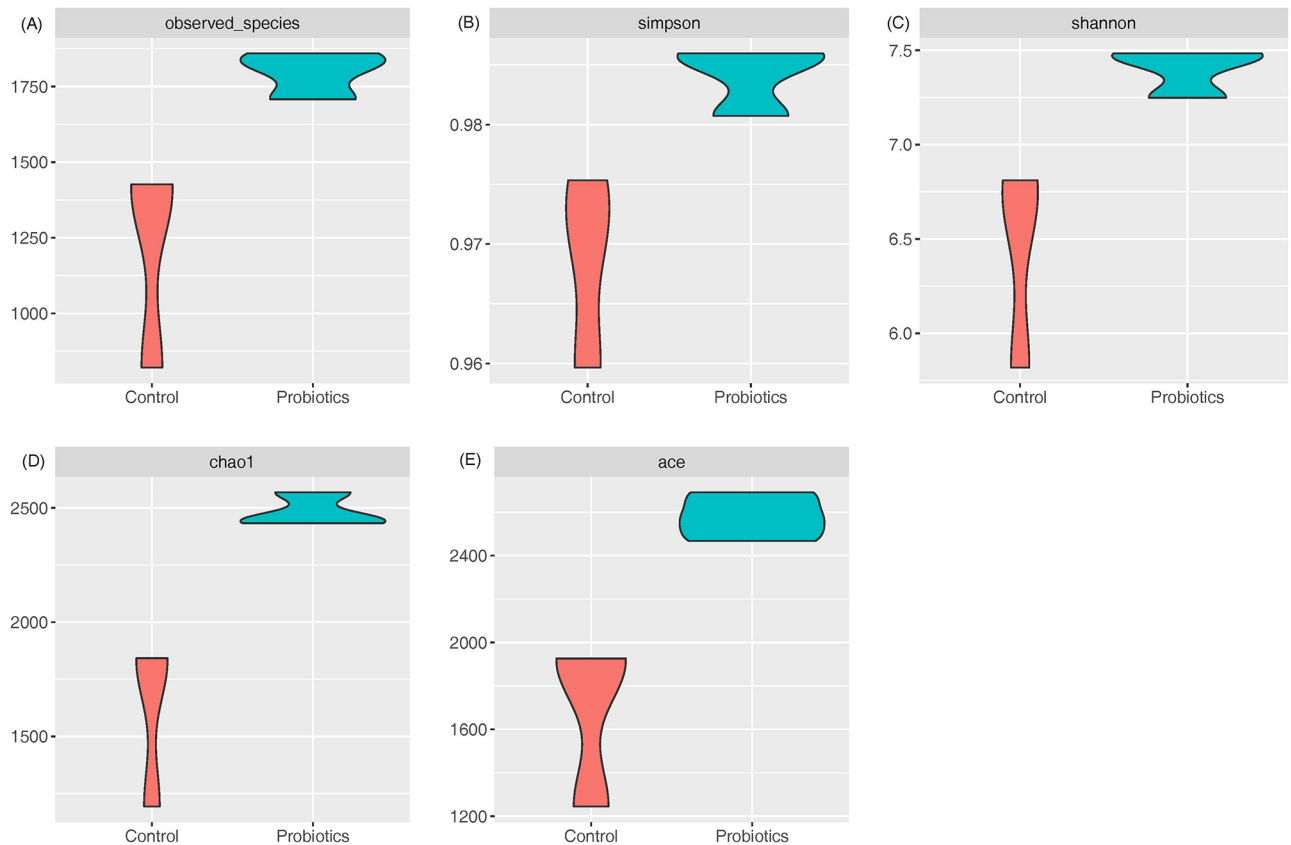 (A) observed_species
1750
1500
1250
1000
Control Probiotics
(B) simpson
0.98
0.97
0.96
Control Probiotics
(C) shannon
7.5
7.0
6.5
6.0
Control Probiotics
(D) chao1
2500
2000
1500
Control Probiotics
(E) ace
2400
2000
1600
1200
Control Probiotics